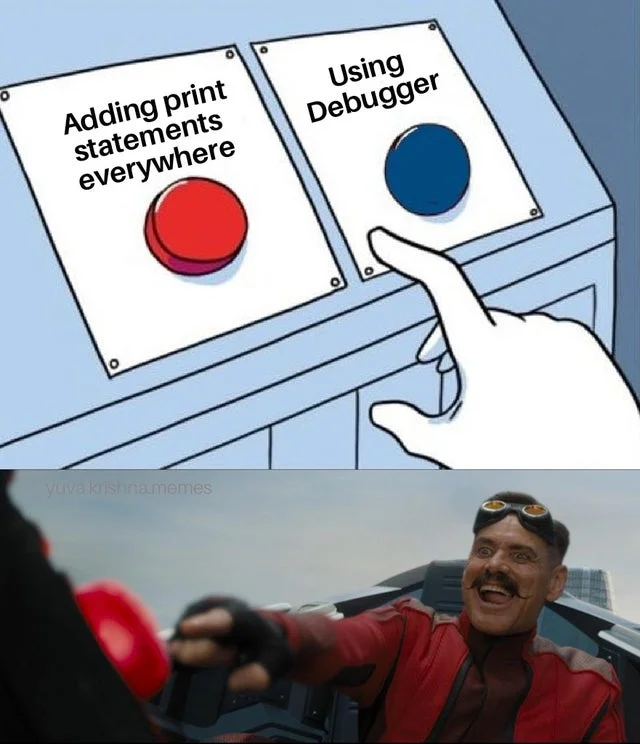 Adding print
statements
everywhere
Using
Debugger
yuva.krishna.memes